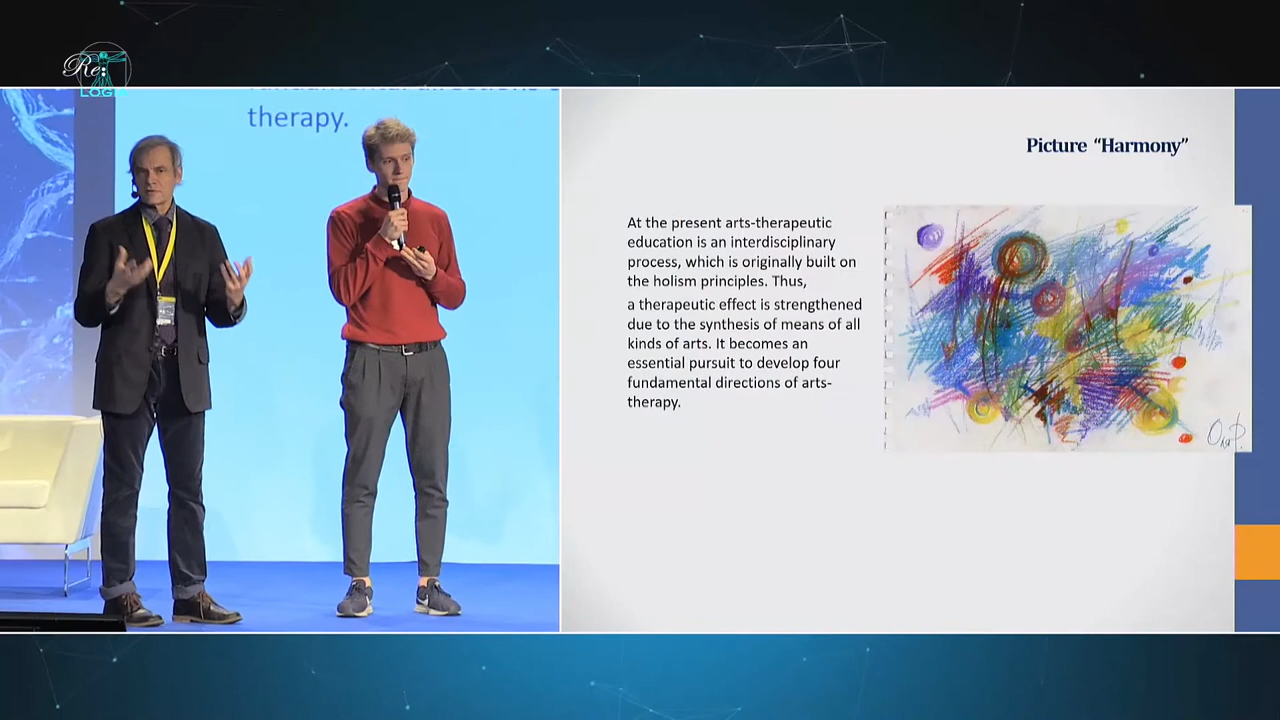 Re:
LOGIC
therapy.
Picture “Harmony”
At the present arts-therapeutic
education is an interdisciplinary
process, which is originally built on
the holism principles. Thus,
a therapeutic effect is strengthened
due to the synthesis of means of all
kinds of arts. It becomes an
essential pursuit to develop four
fundamental directions of arts-
therapy.